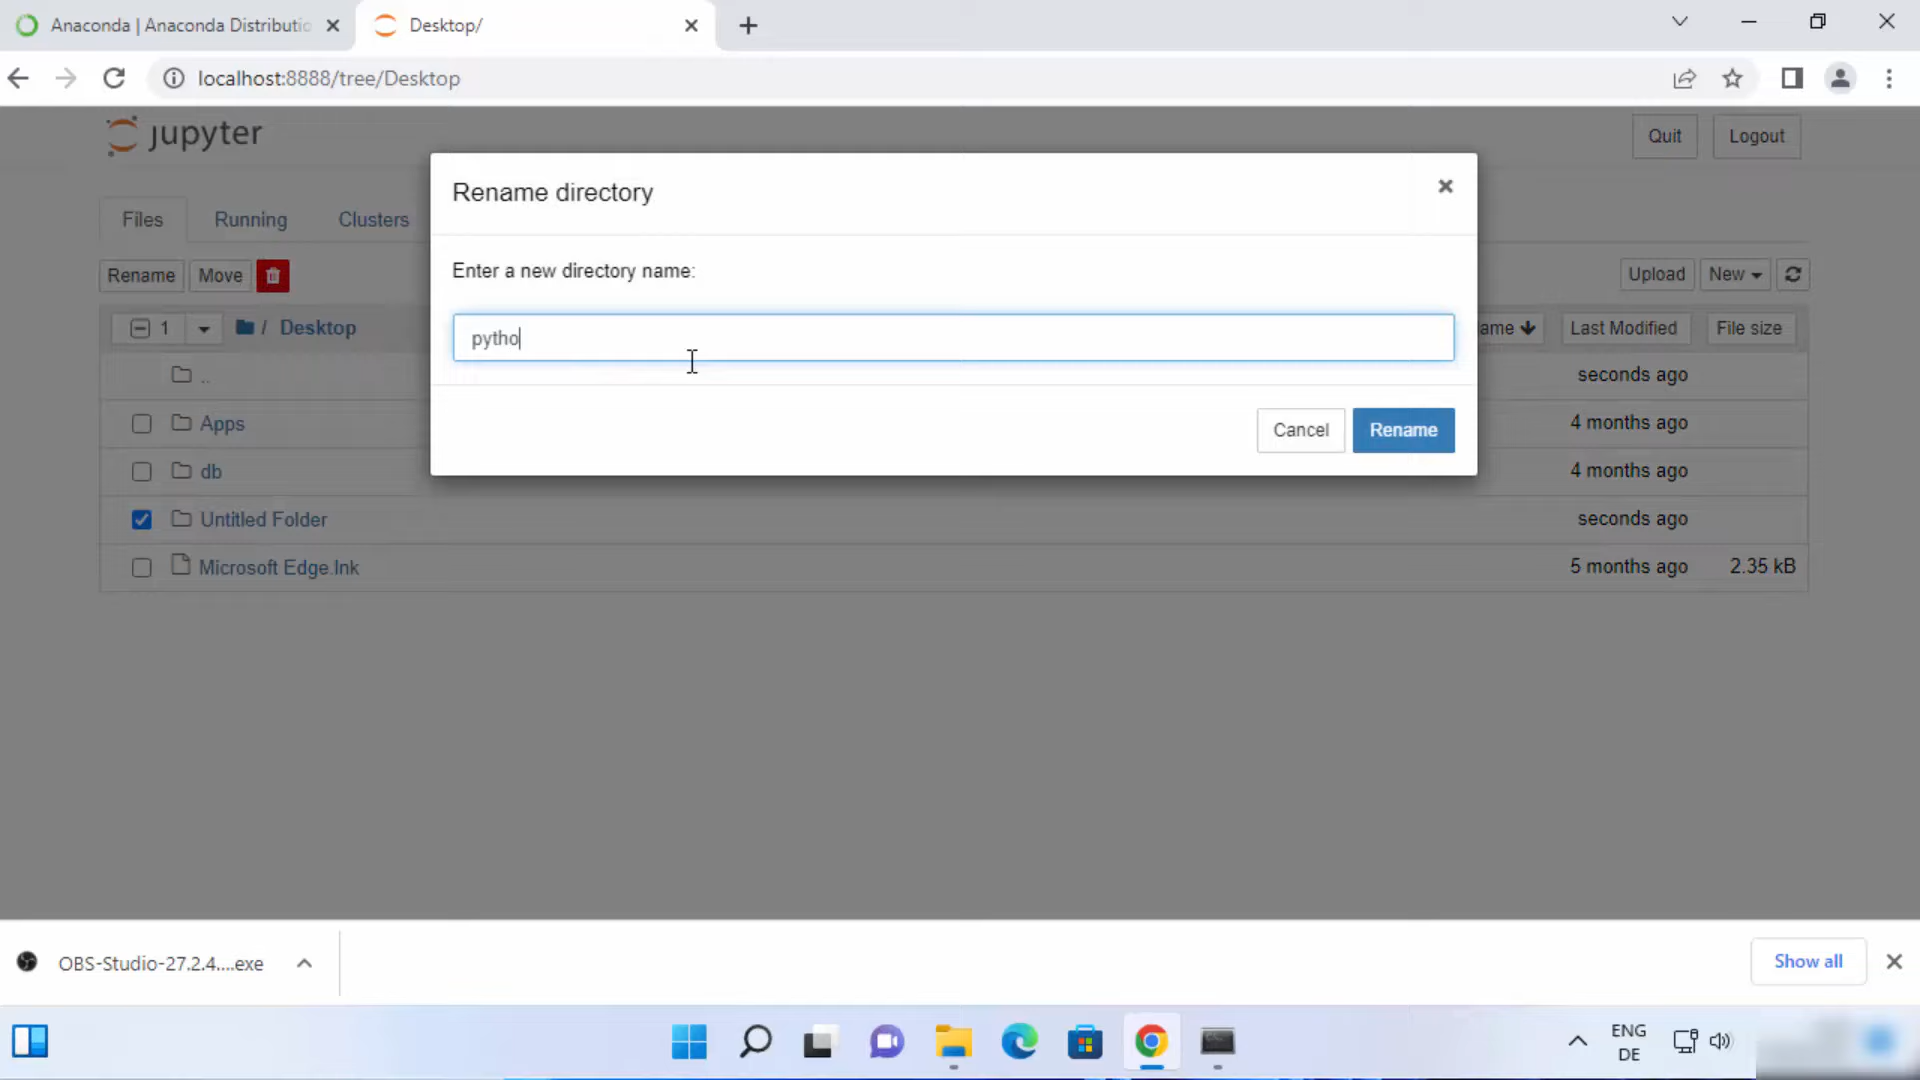 Anaconda | Anaconda Distributio
Desktop/
localhost:8888/tree/Desktop
jupyter
Quit
Logout
Rename directory
Files
Running
Clusters
Enter a new directory name:
Rename
Move
Upload
New
pytho
1
/ Desktop
ame
Last Modified
File size
..
seconds ago
Apps
4 months ago
Cancel
Rename
db
4 months ago
Untitled Folder
seconds ago
Microsoft Edge.lnk
5 months ago
2.35 kB
OBS-Studio-27.2.4....exe
Show all
ENG
DE